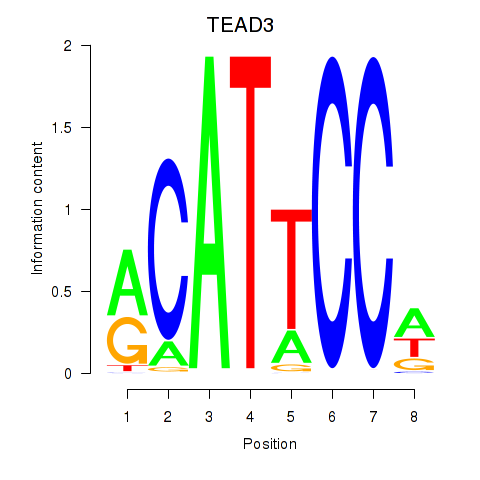 TEAD3
2
1.5
1
0.5
0
Information content
A G T
C A G
A
T
T A G
C
C
A T G C
1 2 3 4 5 6 7 8
Position